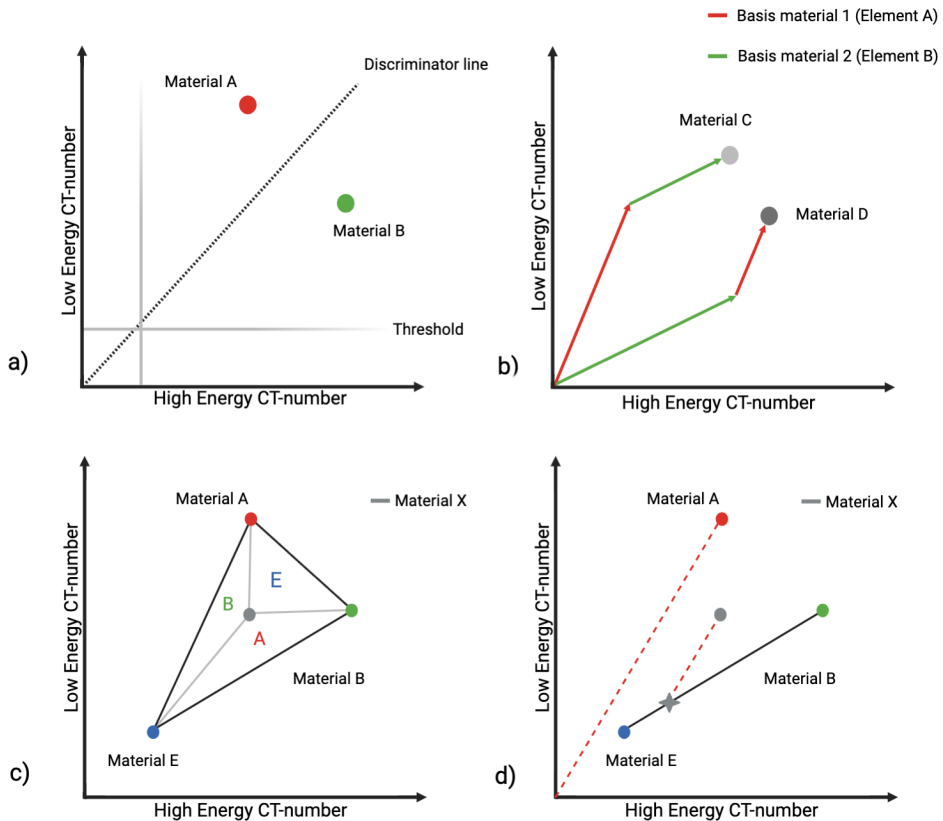 Basis material 1 (Element A)
Basis material 2 (Element B)
Material A
Discriminator line
Material B
Threshold
Low Energy CT-number
High Energy CT-number
a)
Material C
Material D
Low Energy CT-number
High Energy CT-number
b)
Material A
Material X
E
B
A
Material B
Material E
Low Energy CT-number
High Energy CT-number
c)
Material A
Material X
Material B
Material E
Low Energy CT-number
High Energy CT-number
d)